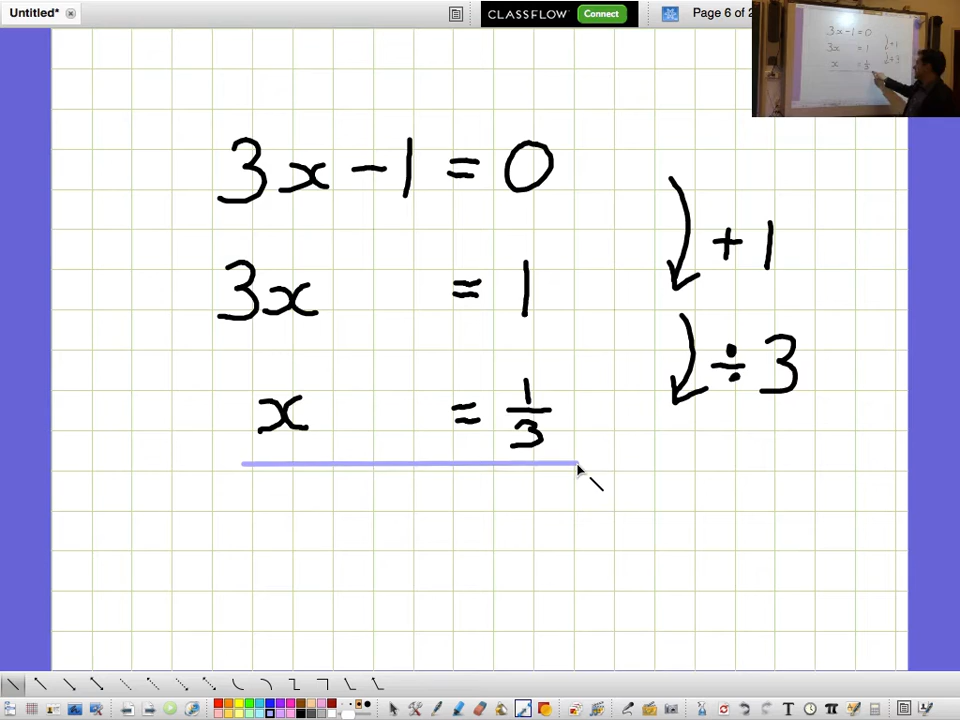 Untitled* CLASSFLOW Connect Page 6 of 2
3x - 1 = 0
+ 1
3x = 1
÷ 3
x = 1/3